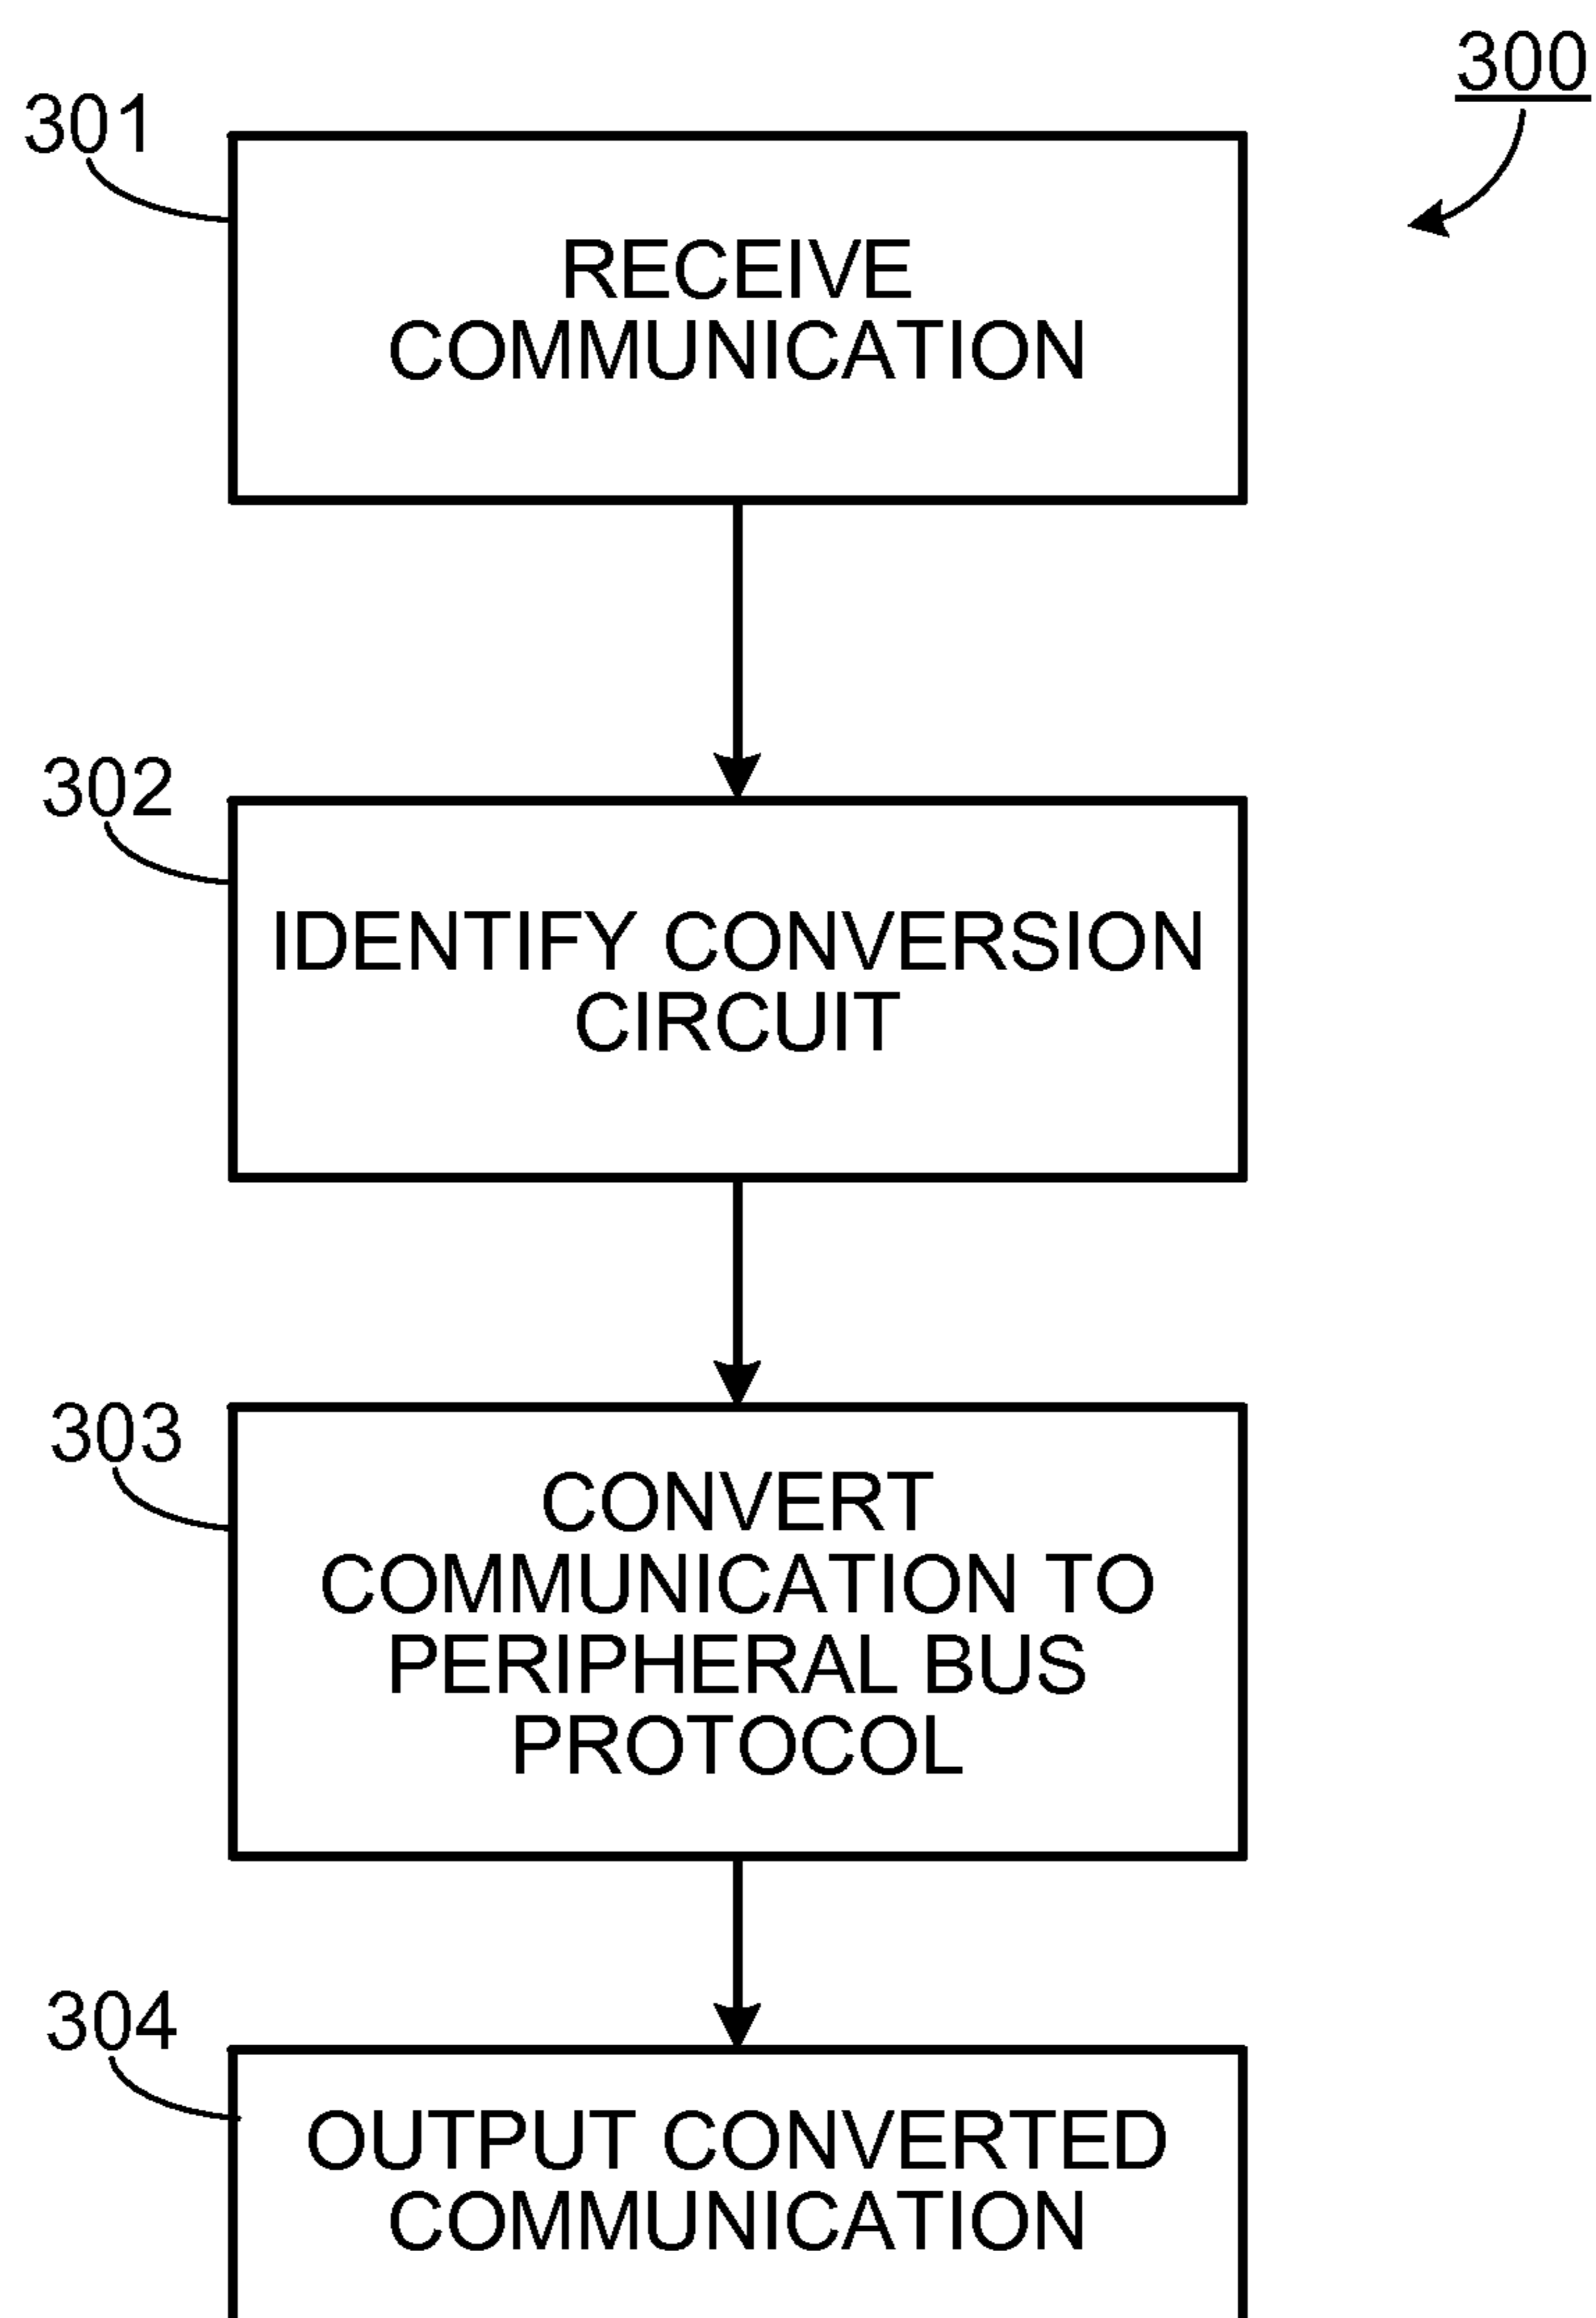 300
301
RECEIVE
COMMUNICATION
302
IDENTIFY CONVERSION
CIRCUIT
303
CONVERT
COMMUNICATION TO
PERIPHERAL BUS
PROTOCOL
304
OUTPUT CONVERTED
COMMUNICATION